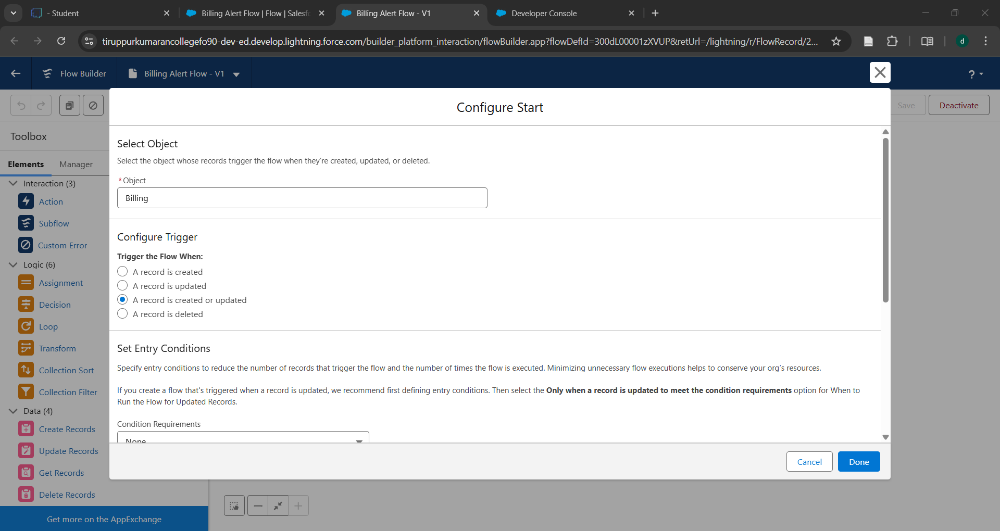 - Student
Billing Alert Flow | Flow | Salesfo
Billing Alert Flow - V1
Developer Console
tiruppurkumarancollegefo90-dev-ed.develop.lightning.force.com/builder_platform_interaction/flowBuilder.app?flowDefId=300dL00001zXVUP&retUrl=/lightning/r/FlowRecord/2...
d
Flow Builder
Billing Alert Flow - V1
?
Configure Start
Save
Deactivate
Toolbox
Elements
Manager
Interaction (3)
Action
Subflow
Custom Error
Logic (6)
Assignment
Decision
Loop
Transform
Collection Sort
Collection Filter
Data (4)
Create Records
Update Records
Get Records
Delete Records
Get more on the AppExchange
Select Object
Select the object whose records trigger the flow when they're created, updated, or deleted.
*Object
Billing
Configure Trigger
Trigger the Flow When:
A record is created
A record is updated
A record is created or updated
A record is deleted
Set Entry Conditions
Specify entry conditions to reduce the number of records that trigger the flow and the number of times the flow is executed. Minimizing unnecessary flow executions helps to conserve your org's resources.
If you create a flow that's triggered when a record is updated, we recommend first defining entry conditions. Then select the Only when a record is updated to meet the condition requirements option for When to
Run the Flow for Updated Records.
Condition Requirements
None
Cancel
Done